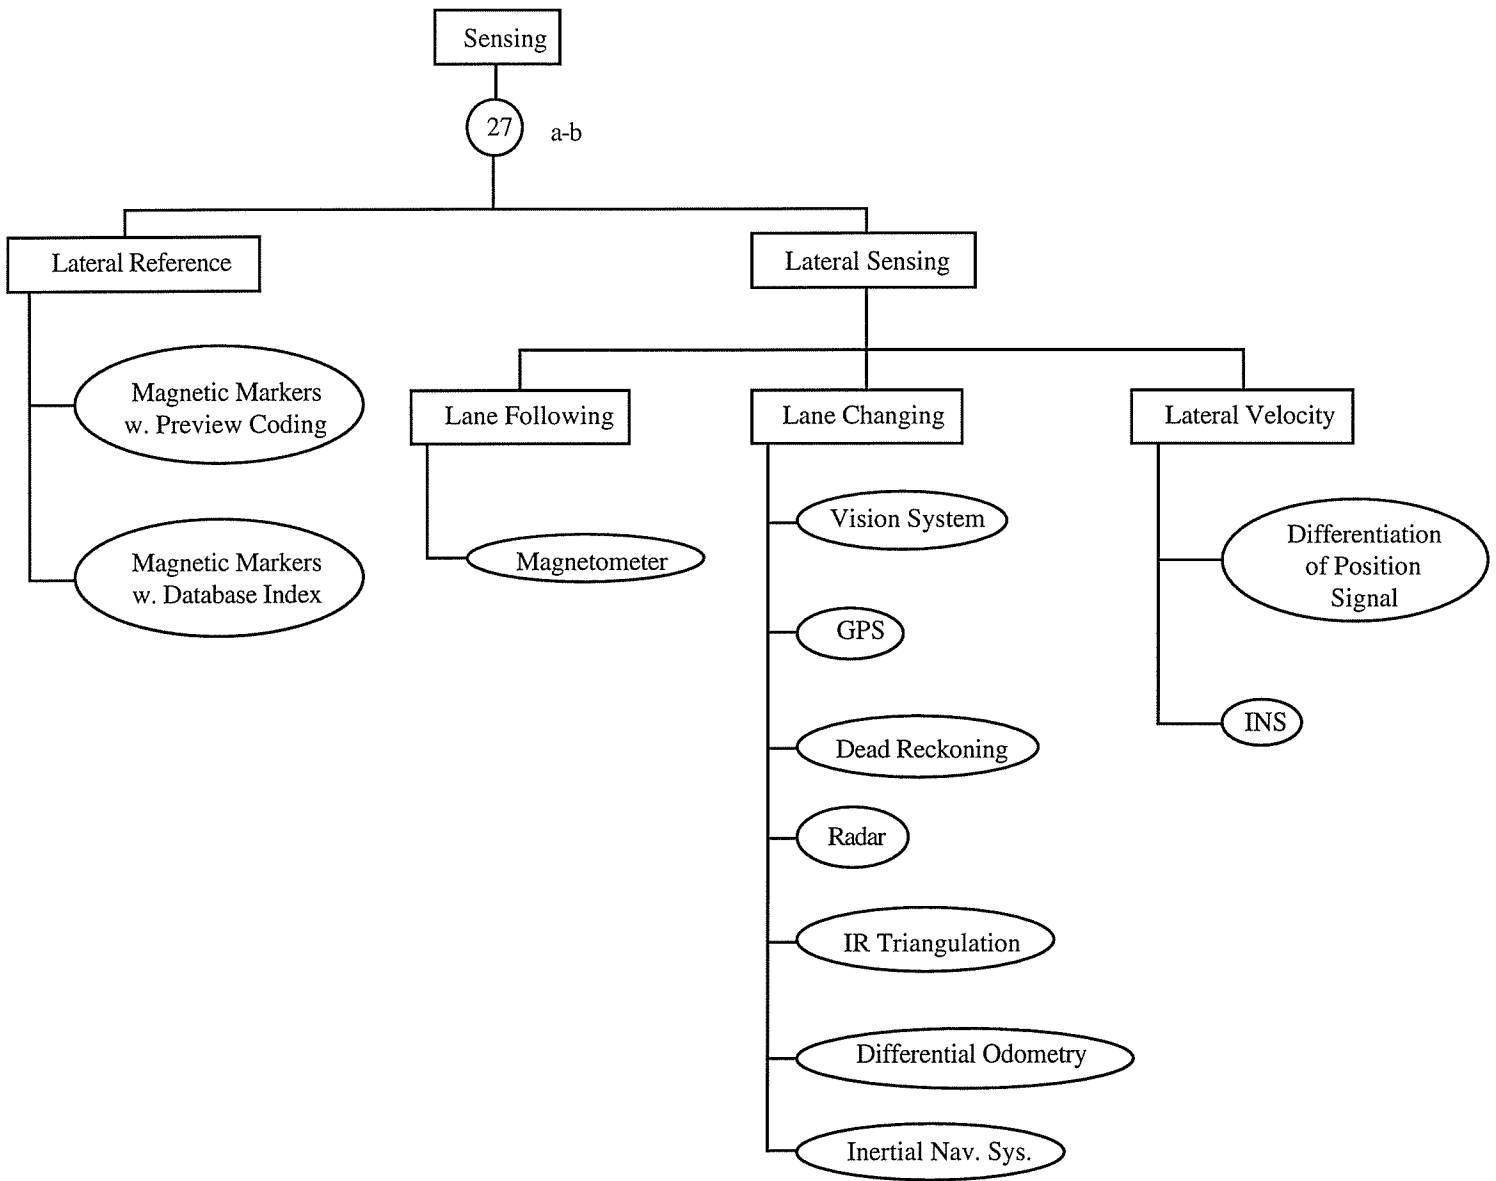 Sensing
27
a-b
Lateral Reference
Lateral Sensing
Magnetic Markers
w. Preview Coding
Magnetic Markers
w. Database Index
Lane Following
Magnetometer
Lane Changing
Vision System
GPS
Dead Reckoning
Radar
IR Triangulation
Differential Odometry
Inertial Nav. Sys.
Lateral Velocity
Differentiation
of Position
Signal
INS